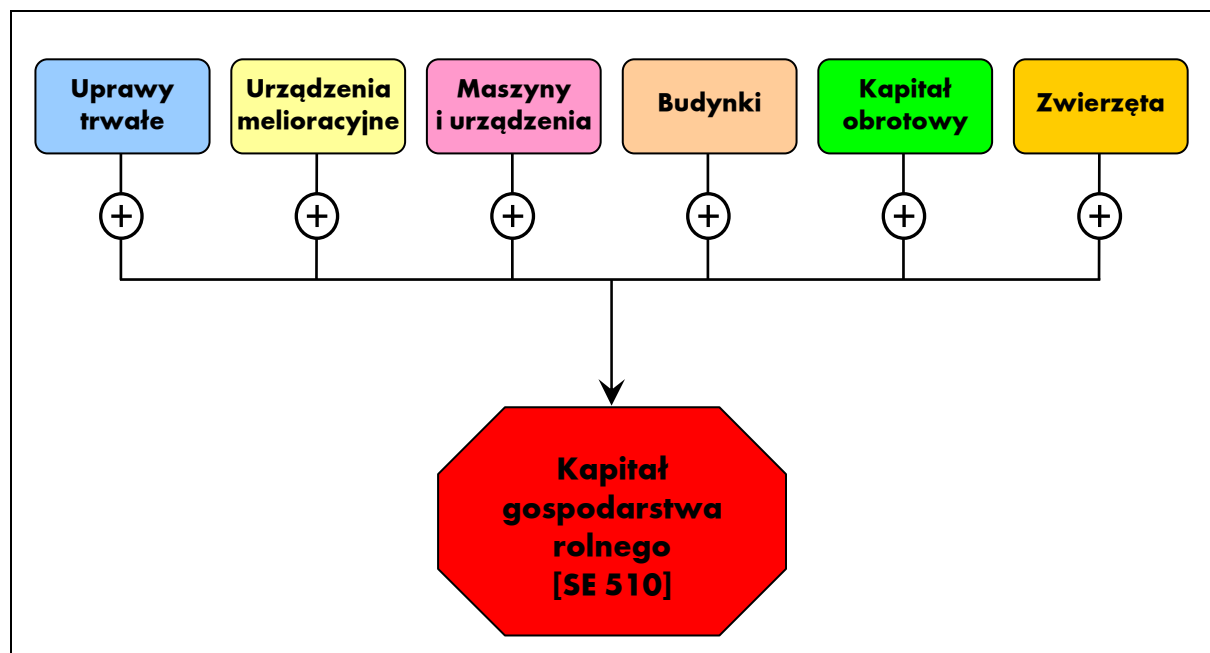 Uprawy
trwałe
Urządzenia
melioracyjne
Maszyny
i urządzenia
Budynki
Kapitał
obrotowy
Zwierzęta
+
+
+
+
+
+
Kapitał
gospodarstwa
rolnego
[SE 510]